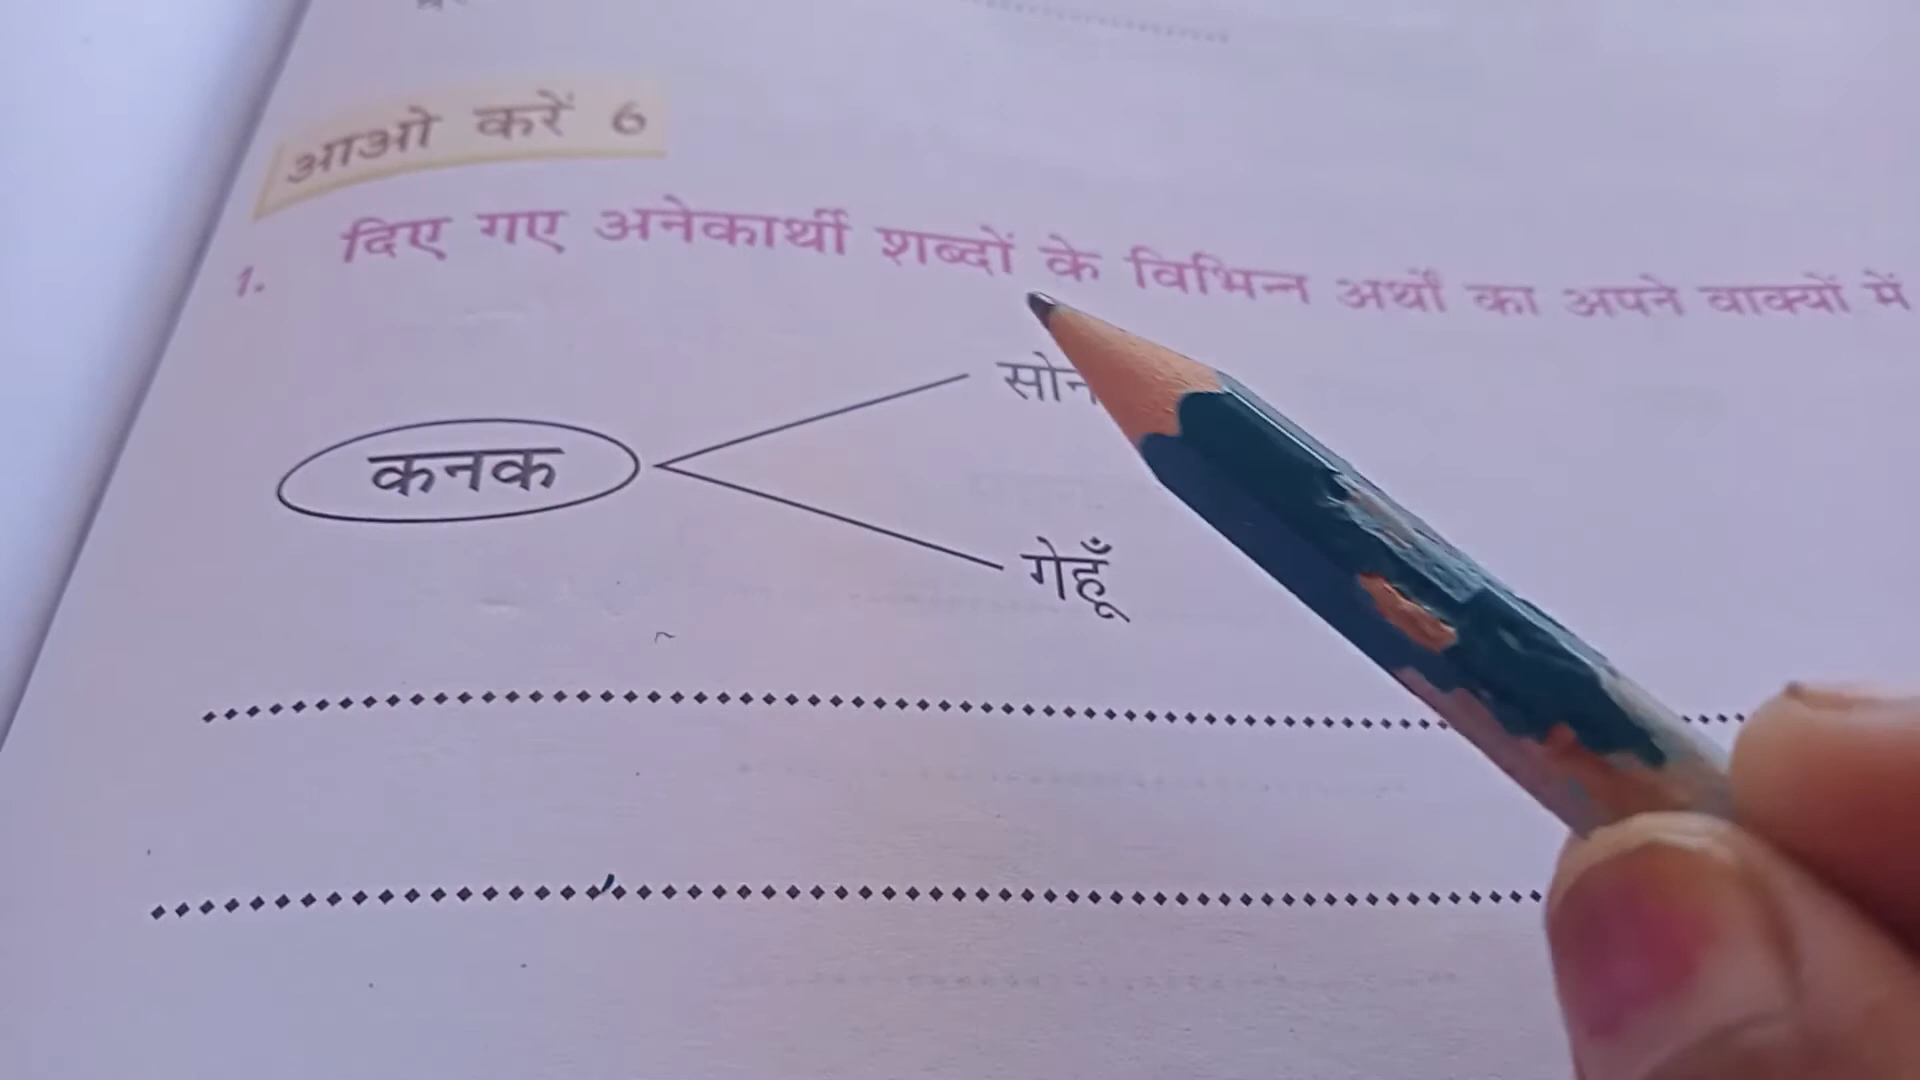 आओ करें 6
1. दिए गए अनेकार्थी शब्दों के विभिन्न अर्थों का अपने वाक्यों में
कनक
गेहूँ